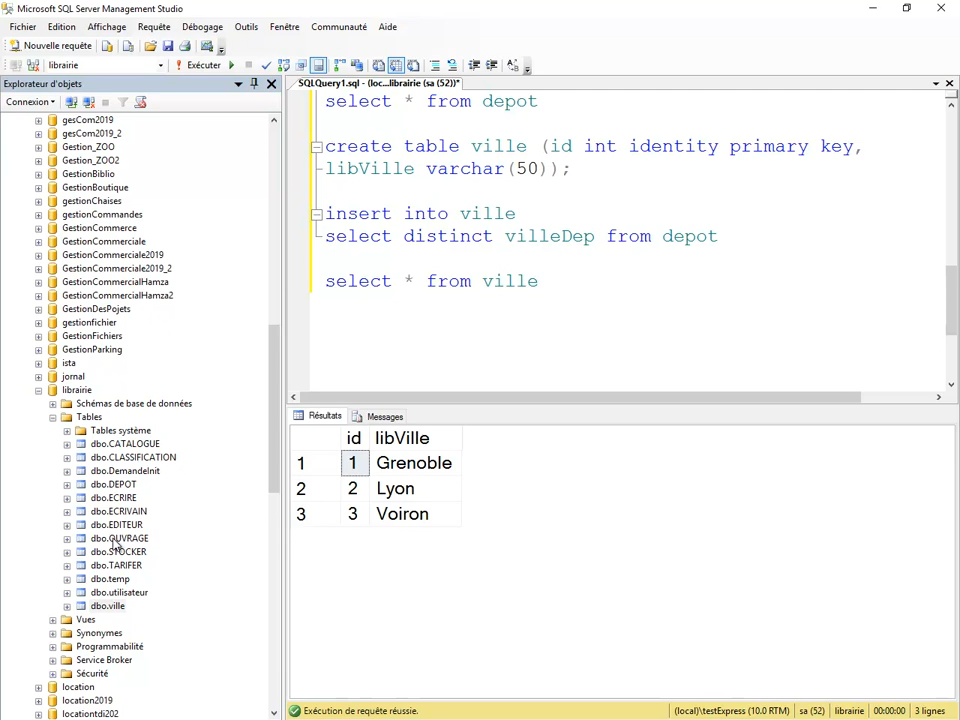 Microsoft SQL Server Management Studio
Fichier Edition Affichage Requête Débogage Outils Fenêtre Communauté Aide
Nouvelle requête
librairie Exécuter
Explorateur d'objets
SQLQuery1.sql - (loc...librairie (sa (52))*
Connexion
gesCom2019
gesCom2019_2
Gestion_ZOO
Gestion_ZOO2
GestionBiblio
GestionBoutique
gestionChaises
gestionCommandes
GestionCommerce
GestionCommerciale
GestionCommerciale2019
GestionCommerciale2019_2
GestionCommercialHamza
GestionCommercialHamza2
GestionDesPojets
gestionfichier
GestionFichiers
GestionParking
ista
jornal
librairie
Schémas de base de données
Tables
Tables système
dbo.CATALOGUE
dbo.CLASSIFICATION
dbo.DemandeInit
dbo.DEPOT
dbo.ECRIRE
dbo.ECRIVAIN
dbo.EDITEUR
dbo.OUVRAGE
dbo.STOCKER
dbo.TARIFER
dbo.temp
dbo.utilisateur
dbo.ville
Vues
Synonymes
Programmabilité
Service Broker
Sécurité
location
location2019
locationtdi202
select * from depot
create table ville (id int identity primary key,
libVille varchar(50));
insert into ville
select distinct villeDep from depot
select * from ville
Résultats Messages
id libVille
1 1 Grenoble
2 2 Lyon
3 3 Voiron
Exécution de requête réussie. (local)\testExpress (10.0 RTM) sa (52) librairie 00:00:00 3 lignes